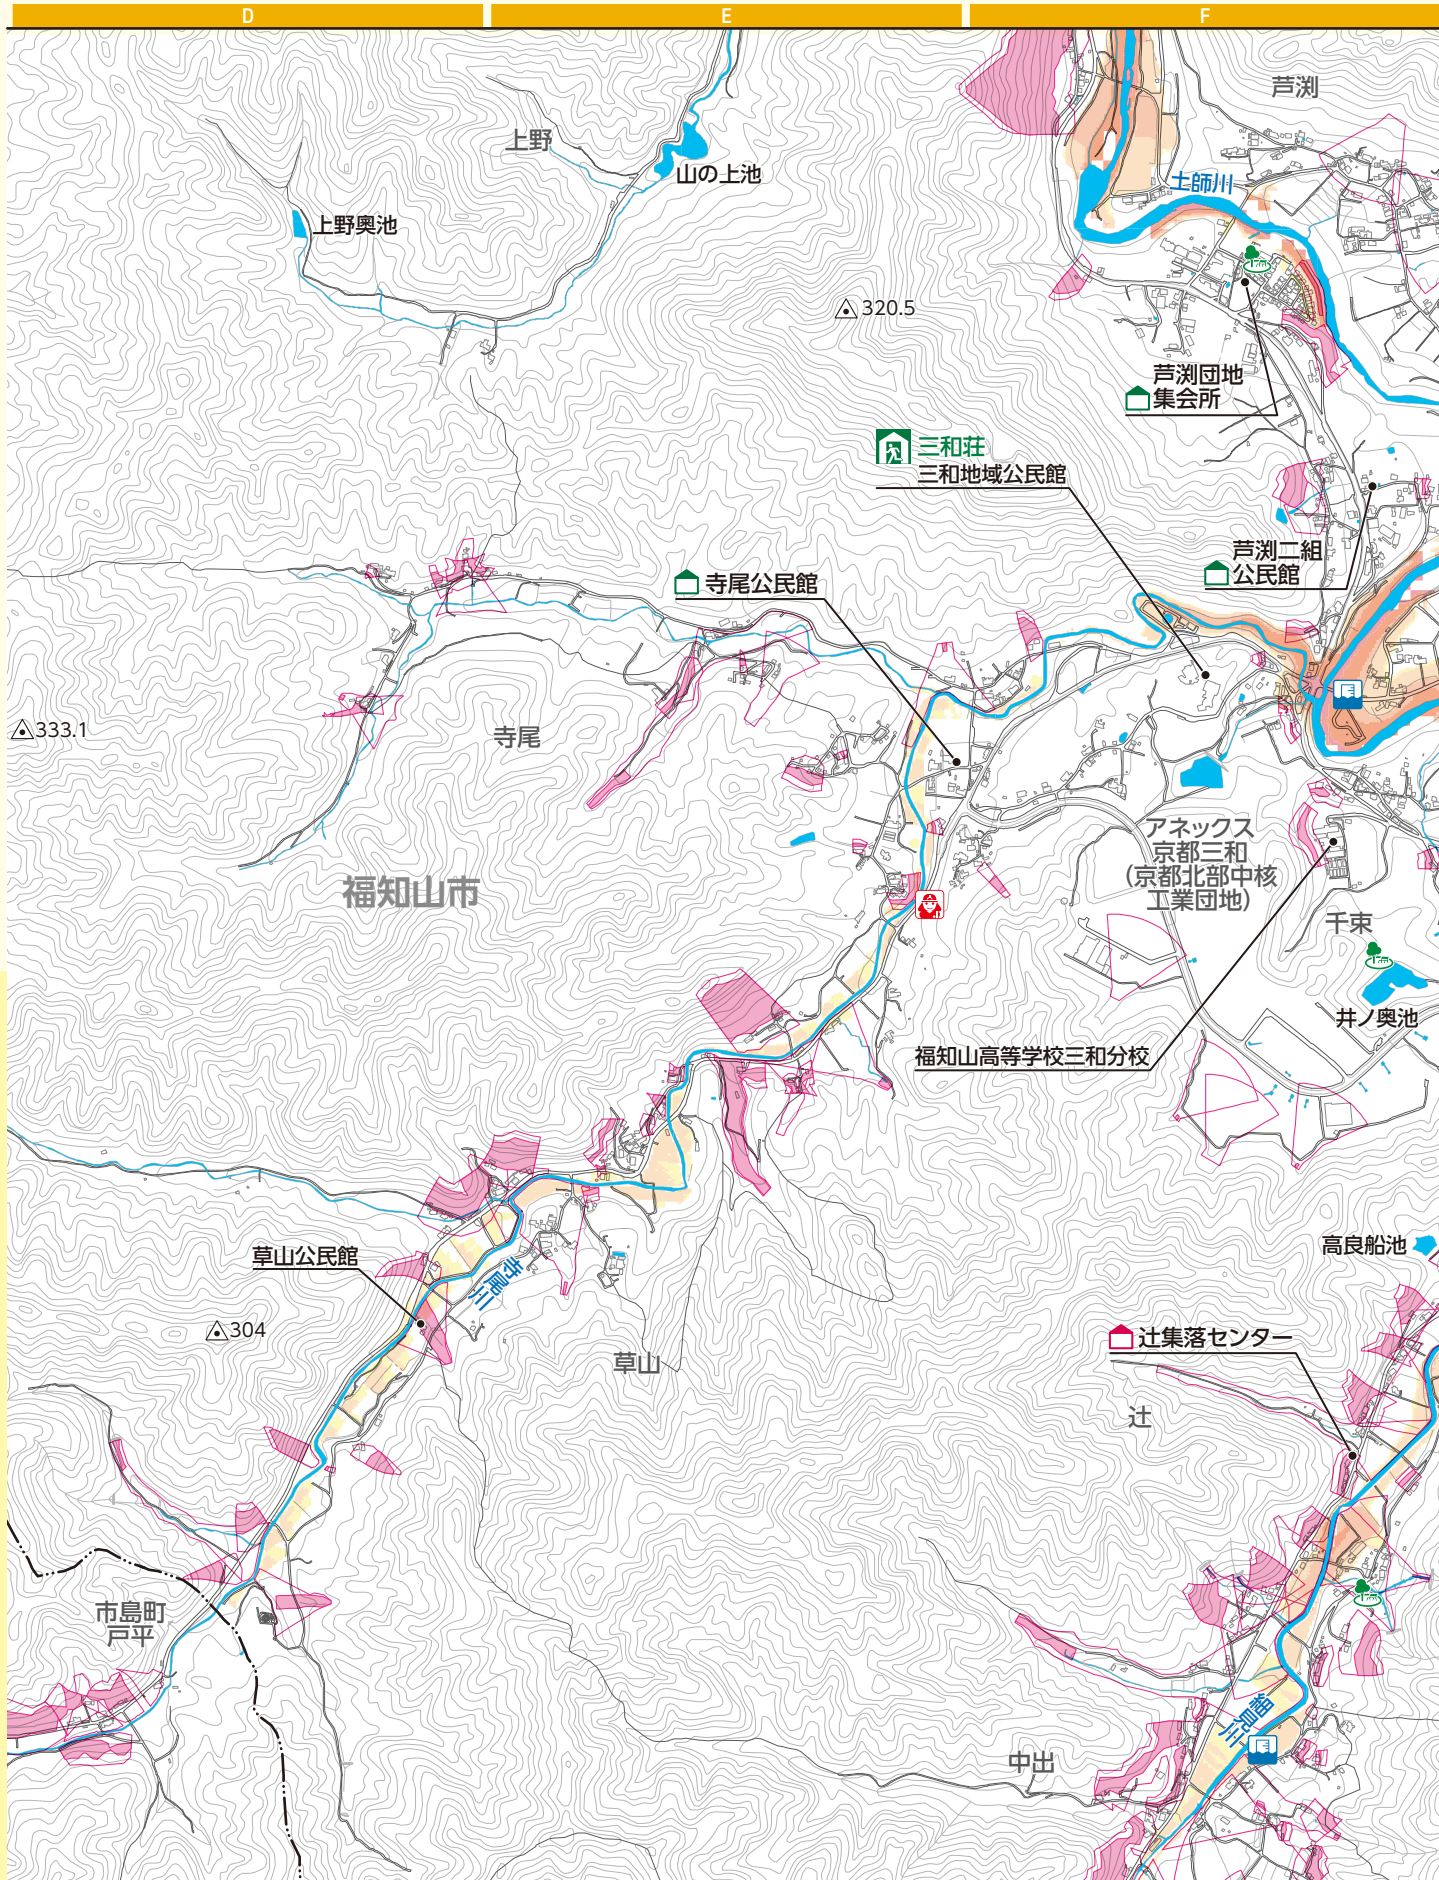 D
E
F
芦渕
上野
山の上池
土師川
上野奥池
320.5
芦渕団地
集会所
三和荘
三和地域公民館
芦渕二組
公民館
寺尾公民館
333.1
寺尾
アネックス
京都三和
(京都北部中核
工業団地)
福知山市
千束
井ノ奥池
福知山高等学校三和分校
高良船池
草山公民館
寺尾川
304
辻集落センター
草山
辻
市島町
戸平
細見川
中出